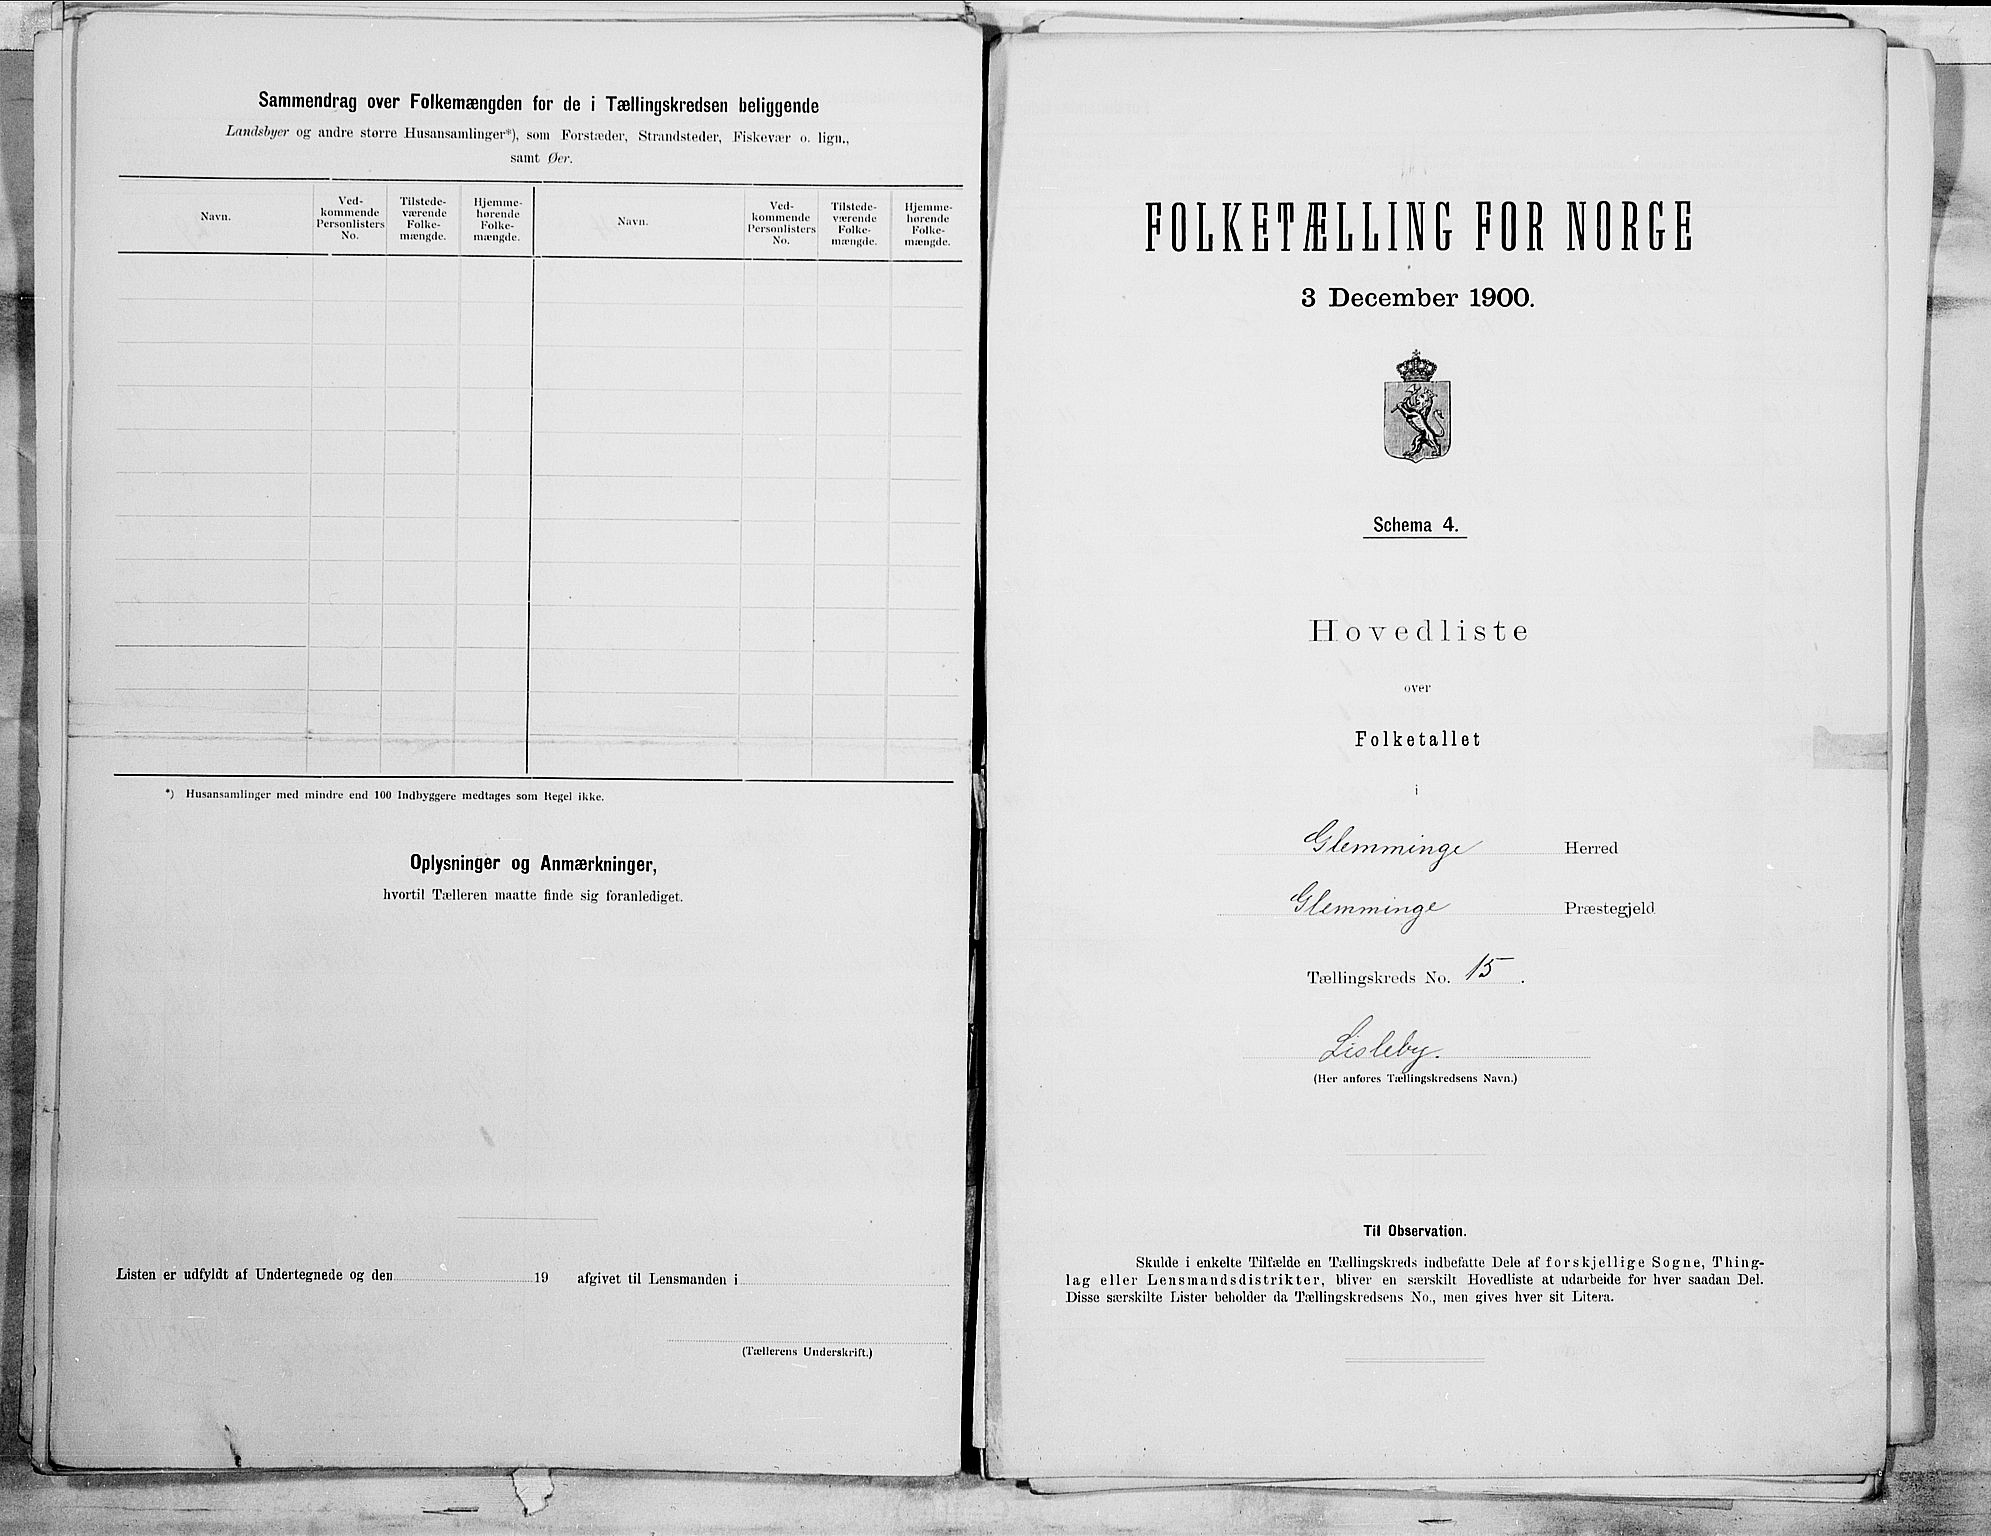 Sammendrag over Folkemængden for de i Tællingskredsen beliggende
Landsbyer og andre større Husansamlinger*), som Forstæder, Strandsteder, Fiskevær o. lign.,
samt Øer.
Navn.
Ved-
kommende
Personlisters
No.
Tilstede-
værende
Folke-
mængde.
Hjemme-
hørende
Folke-
mængde.
Navn.
Ved-
kommende
Personlisters
No.
Tilstede-
værende
Folke-
mængde.
Hjemme-
hørende
Folke-
mængde.
*) Husansamlinger med mindre end 100 Indbyggere medtages som Regel ikke.
Oplysninger og Anmærkninger,
hvortil Tælleren maatte finde sig foranlediget.
Listen er udfyldt af Undertegnede og den 19 afgivet til Lensmanden i
(Tællerens Underskrift.)
FOLKETÆLLING FOR NORGE
3 December 1900.
Schema 4.
Hovedliste
over
Folketallet
i
Glemminge Herred
Glemminge Præstegjeld
Tællingskreds No. 15.
Lisleby.
(Her anføres Tællingskredsens Navn.)
Til Observation.
Skulde i enkelte Tilfælde en Tællingskreds indbefatte Dele af forskjellige Sogne, Thing-
lag eller Lensmandsdistrikter, bliver en særskilt Hovedliste at udarbeide for hver saadan Del.
Disse særskilte Lister beholder da Tællingskredsens No., men gives hver sit Litera.